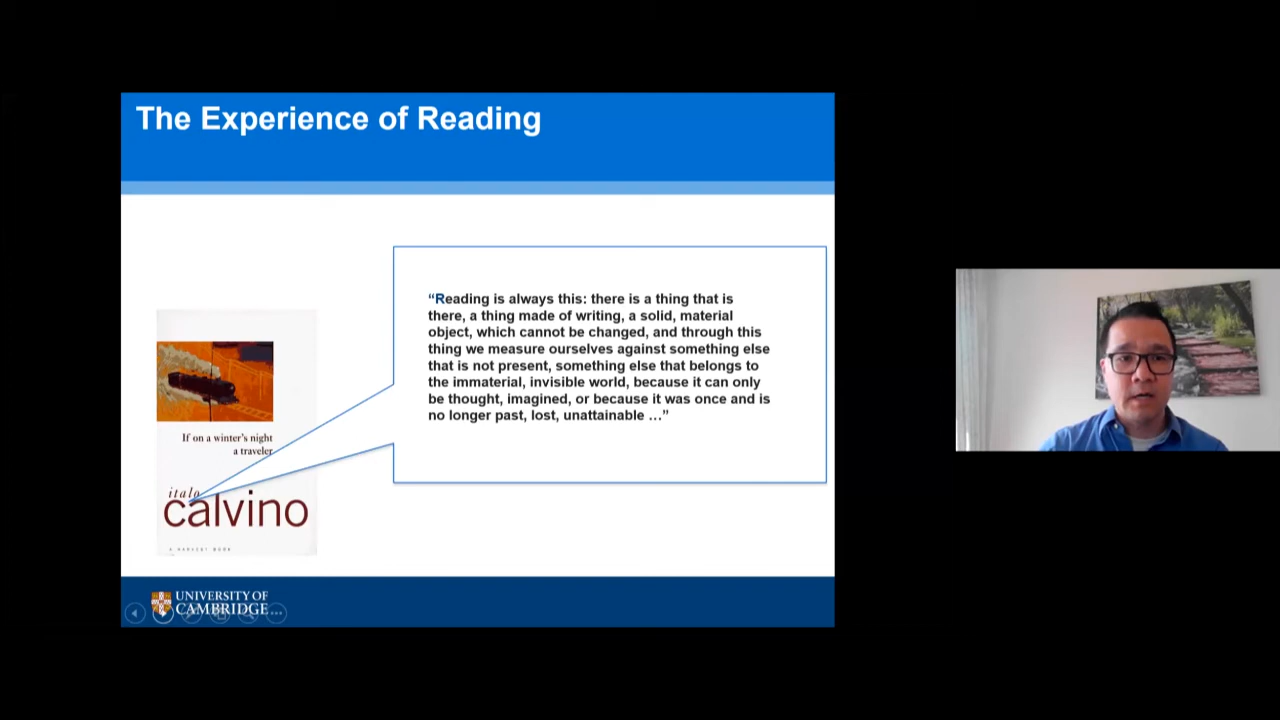 The Experience of Reading
“Reading is always this: there is a thing that is
there, a thing made of writing, a solid, material
object, which cannot be changed, and through this
thing we measure ourselves against something else
that is not present, something else that belongs to
the immaterial, invisible world, because it can only
be thought, imagined, or because it was once and is
no longer past, lost, unattainable …”
If on a winter's night
a traveler
italo
calvino
A HARVEST BOOK
UNIVERSITY OF
CAMBRIDGE